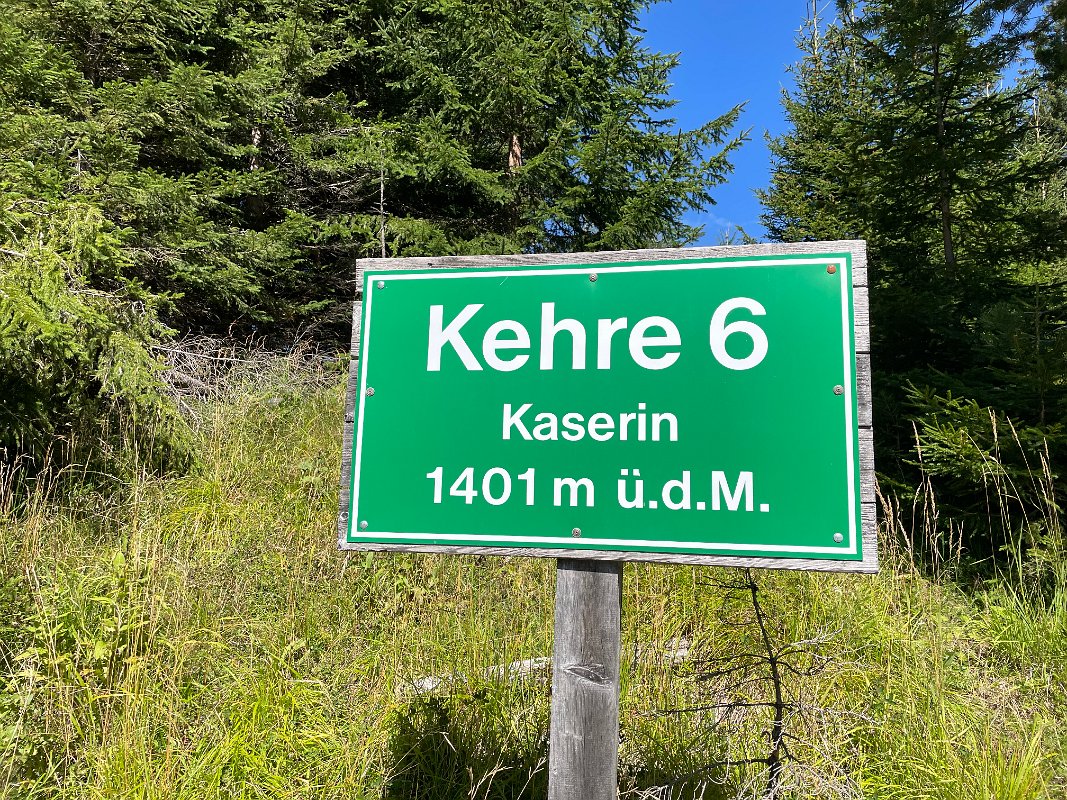 Kehre 6
Kaserin
1401 m ü.d.M.